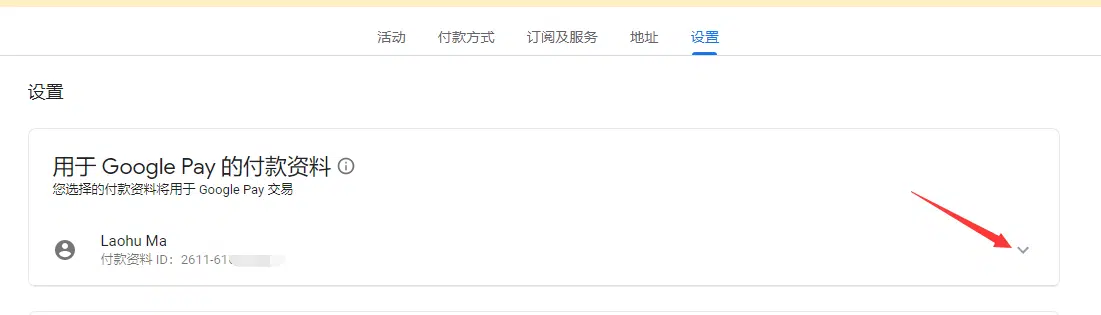 活动 付款方式 订阅及服务 地址 设置
设置
用于 Google Pay 的付款资料
您选择的付款资料将用于 Google Pay 交易
Laohu Ma
付款资料 ID：2611-61